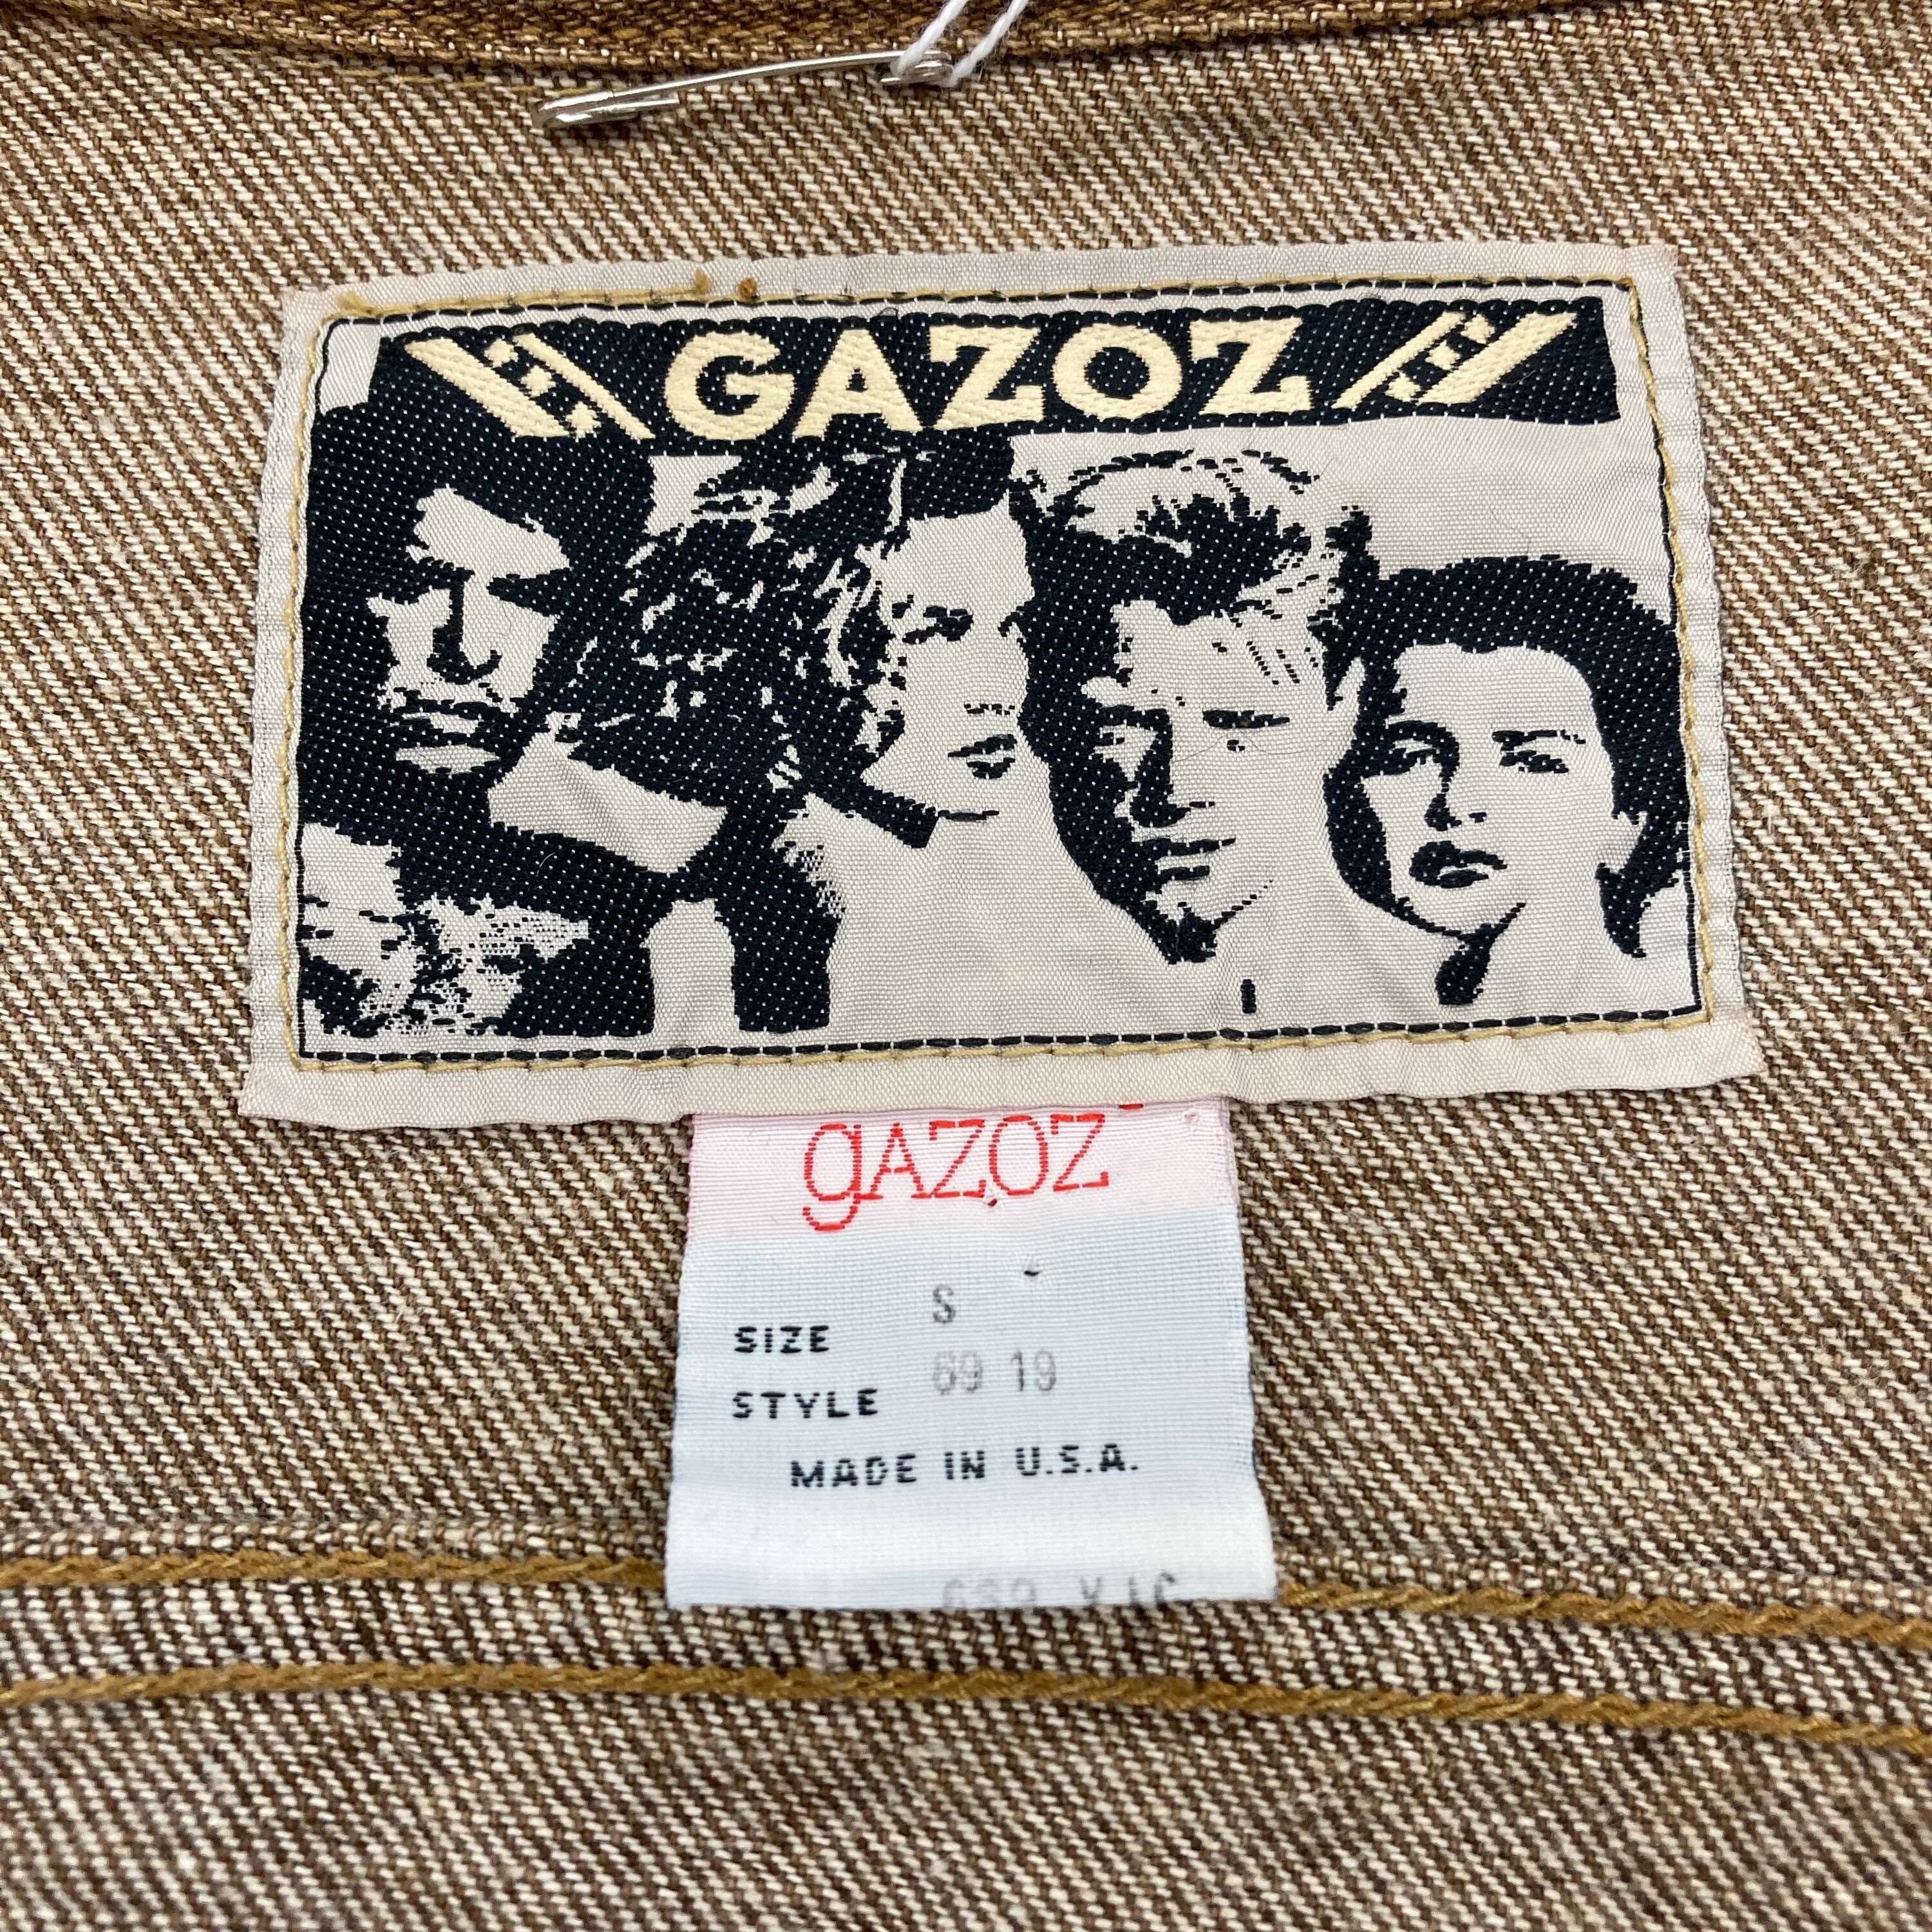 GAZOZ
gAZOZ
SIZE S
STYLE 69 19
MADE IN U.S.A.